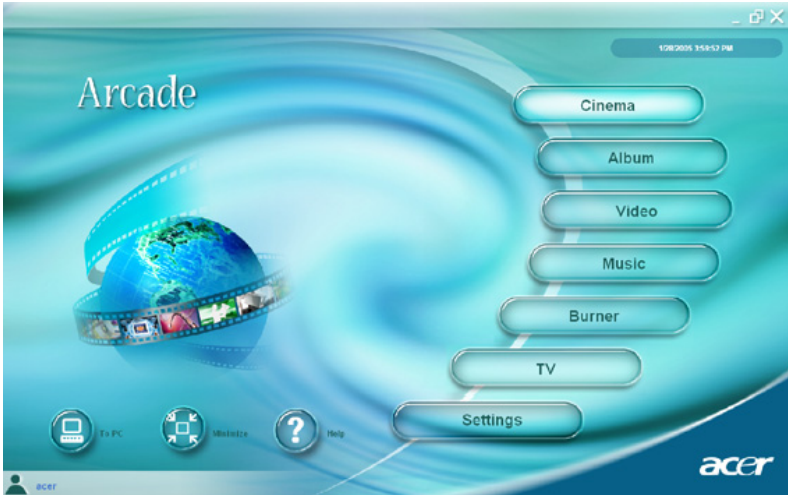 1/28/2005 3:58:52 PM
Arcade
Cinema
Album
Video
Music
Burner
TV
Settings
To PC
Minimize
Help
acer
acer